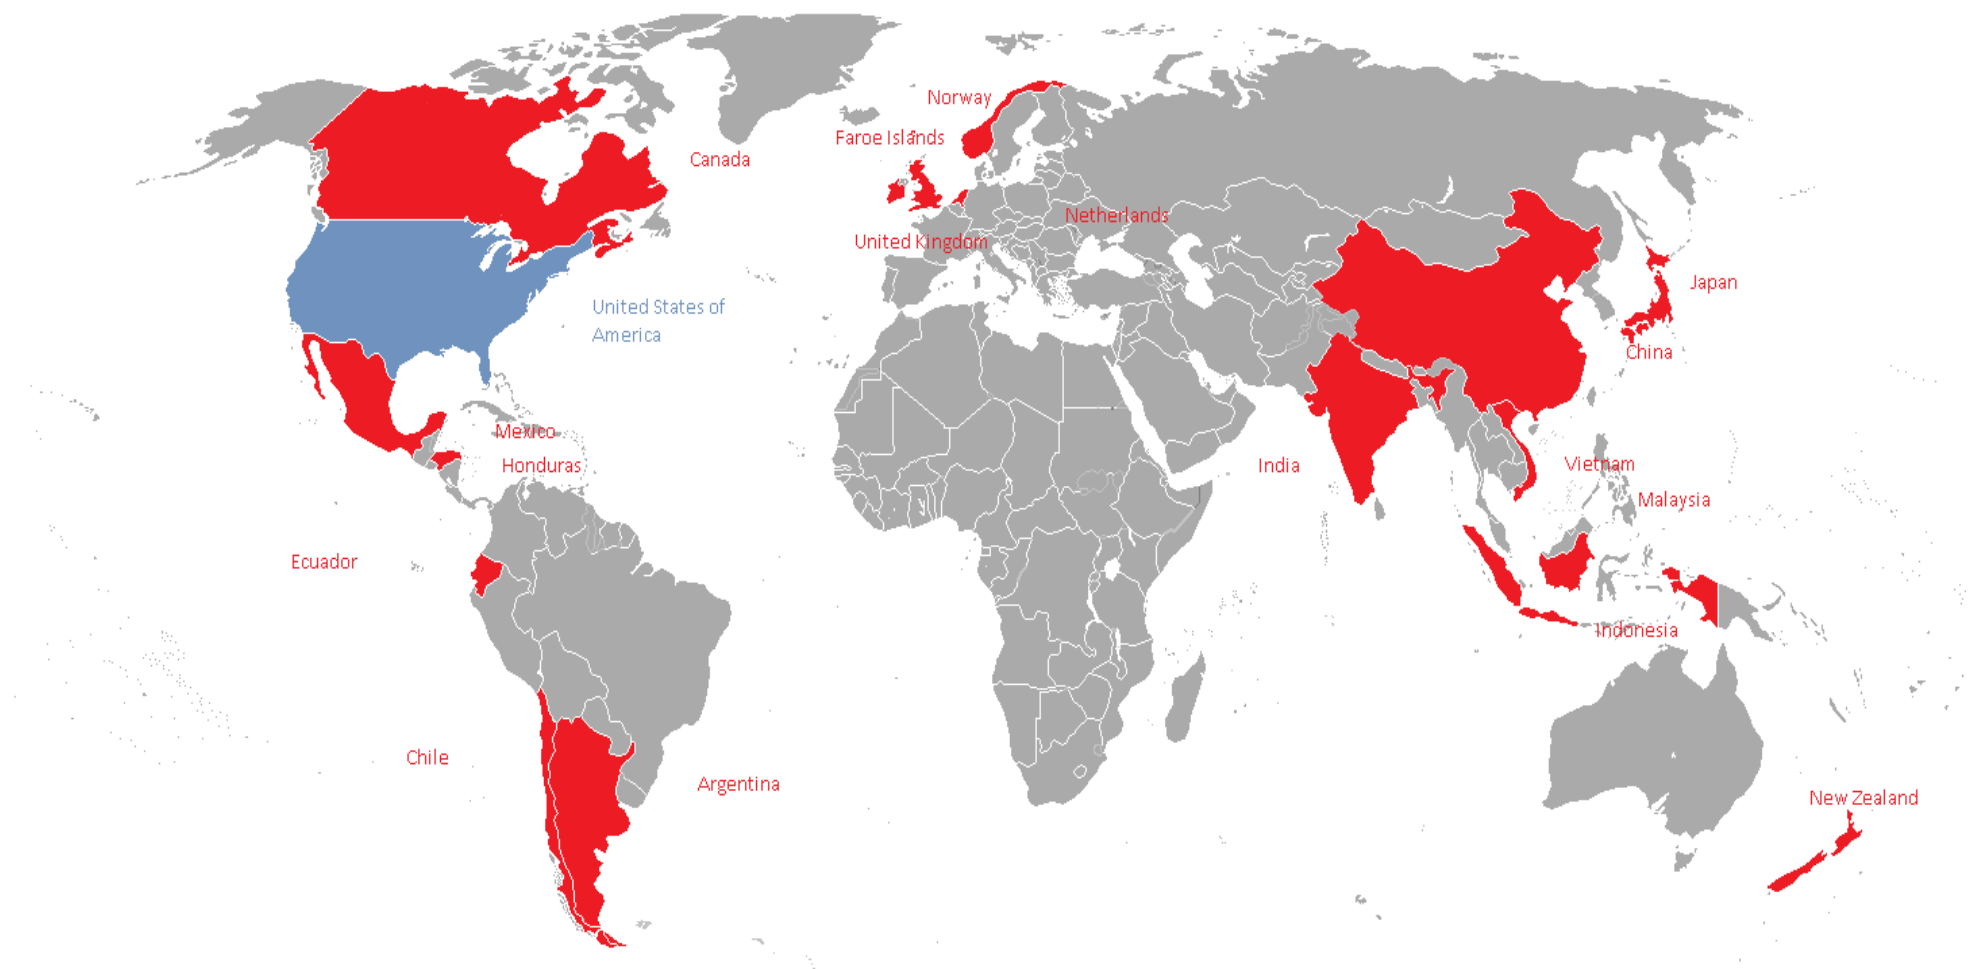 Norway
Faroe Islands
Canada
Netherlands
United Kingdom
Japan
United States of
America
China
Mexico
Honduras
India
Vietnam
Malaysia
Ecuador
Indonesia
Chile
Argentina
New Zealand